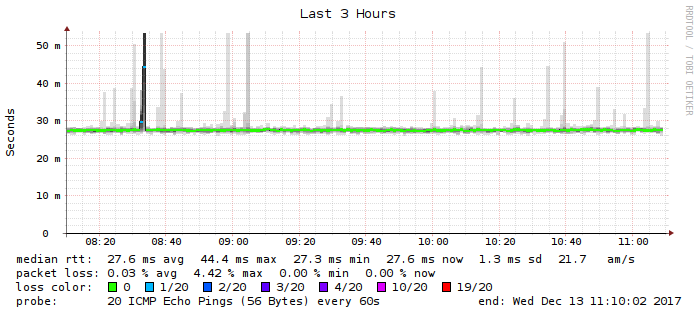 Last 3 Hours
RRDTOOL / TOBI OETIKER
Seconds
50 m
40 m
30 m
20 m
10 m
0
08:20 08:40 09:00 09:20 09:40 10:00 10:20 10:40 11:00
median rtt: 27.6 ms avg 44.4 ms max 27.3 ms min 27.6 ms now 1.3 ms sd 21.7 am/s
packet loss: 0.03 % avg 4.42 % max 0.00 % min 0.00 % now
loss color: 0 1/20 2/20 3/20 4/20 10/20 19/20
probe: 20 ICMP Echo Pings (56 Bytes) every 60s end: Wed Dec 13 11:10:02 2017